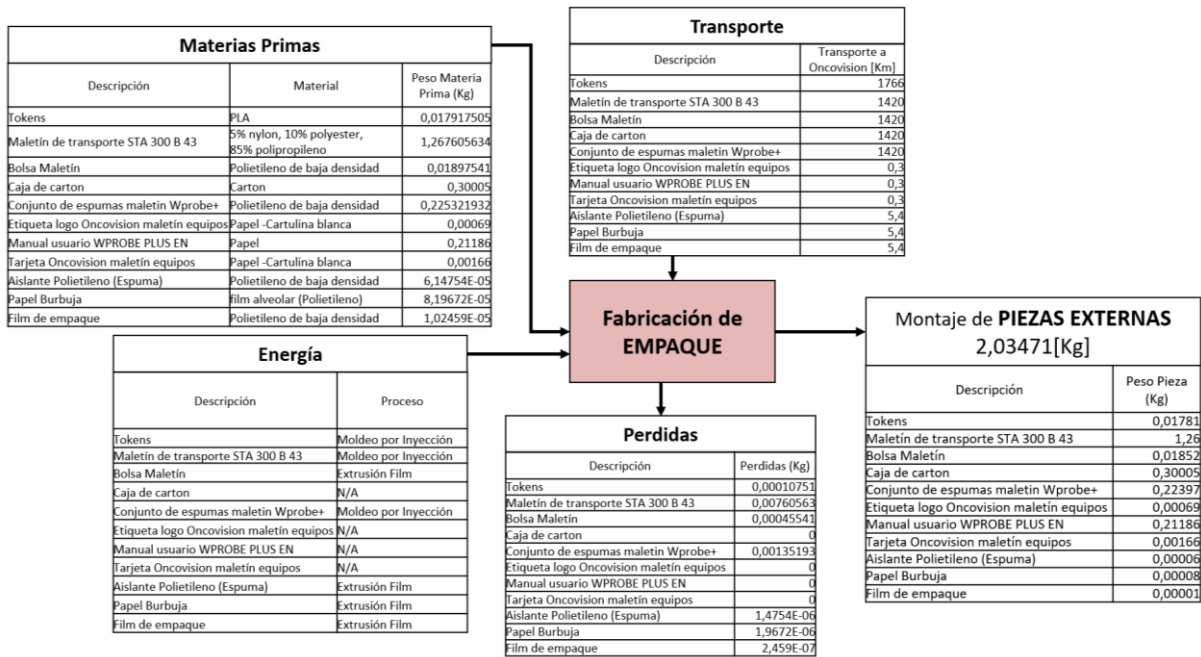 Materias Primas
Descripción Material Peso Materia Prima (Kg)
Tokens PLA 0,017917505
Maletín de transporte STA 300 B 43 5% nylon, 10% polyester, 85% polipropileno 1,267605634
Bolsa Maletín Polietileno de baja densidad 0,01897541
Caja de carton Carton 0,30005
Conjunto de espumas maletin Wprobe+ Polietileno de baja densidad 0,225321932
Etiqueta logo Oncovision maletín equipos Papel -Cartulina blanca 0,00069
Manual usuario WPROBE PLUS EN Papel 0,21186
Tarjeta Oncovision maletín equipos Papel -Cartulina blanca 0,00166
Aislante Polietileno (Espuma) Polietileno de baja densidad 6,14754E-05
Papel Burbuja film alveolar (Polietileno) 8,19672E-05
Film de empaque Polietileno de baja densidad 1,02459E-05
Transporte
Descripción Transporte a Oncovision [Km]
Tokens 1766
Maletín de transporte STA 300 B 43 1420
Bolsa Maletín 1420
Caja de carton 1420
Conjunto de espumas maletin Wprobe+ 1420
Etiqueta logo Oncovision maletín equipos 0,3
Manual usuario WPROBE PLUS EN 0,3
Tarjeta Oncovision maletín equipos 0,3
Aislante Polietileno (Espuma) 5,4
Papel Burbuja 5,4
Film de empaque 5,4
Fabricación de
EMPAQUE
Energía
Descripción Proceso
Tokens Moldeo por Inyección
Maletín de transporte STA 300 B 43 Moldeo por Inyección
Bolsa Maletín Extrusión Film
Caja de carton N/A
Conjunto de espumas maletin Wprobe+ Moldeo por Inyección
Etiqueta logo Oncovision maletín equipos N/A
Manual usuario WPROBE PLUS EN N/A
Tarjeta Oncovision maletín equipos N/A
Aislante Polietileno (Espuma) Extrusión Film
Papel Burbuja Extrusión Film
Film de empaque Extrusión Film
Perdidas
Descripción Perdidas (Kg)
Tokens 0,00010751
Maletín de transporte STA 300 B 43 0,00760563
Bolsa Maletín 0,00045541
Caja de carton 0
Conjunto de espumas maletin Wprobe+ 0,00135193
Etiqueta logo Oncovision maletín equipos 0
Manual usuario WPROBE PLUS EN 0
Tarjeta Oncovision maletín equipos 0
Aislante Polietileno (Espuma) 1,4754E-06
Papel Burbuja 1,9672E-06
Film de empaque 2,459E-07
Montaje de PIEZAS EXTERNAS
2,03471[Kg]
Descripción Peso Pieza (Kg)
Tokens 0,01781
Maletín de transporte STA 300 B 43 1,26
Bolsa Maletín 0,01852
Caja de carton 0,30005
Conjunto de espumas maletin Wprobe+ 0,22397
Etiqueta logo Oncovision maletín equipos 0,00069
Manual usuario WPROBE PLUS EN 0,21186
Tarjeta Oncovision maletín equipos 0,00166
Aislante Polietileno (Espuma) 0,00006
Papel Burbuja 0,00008
Film de empaque 0,00001